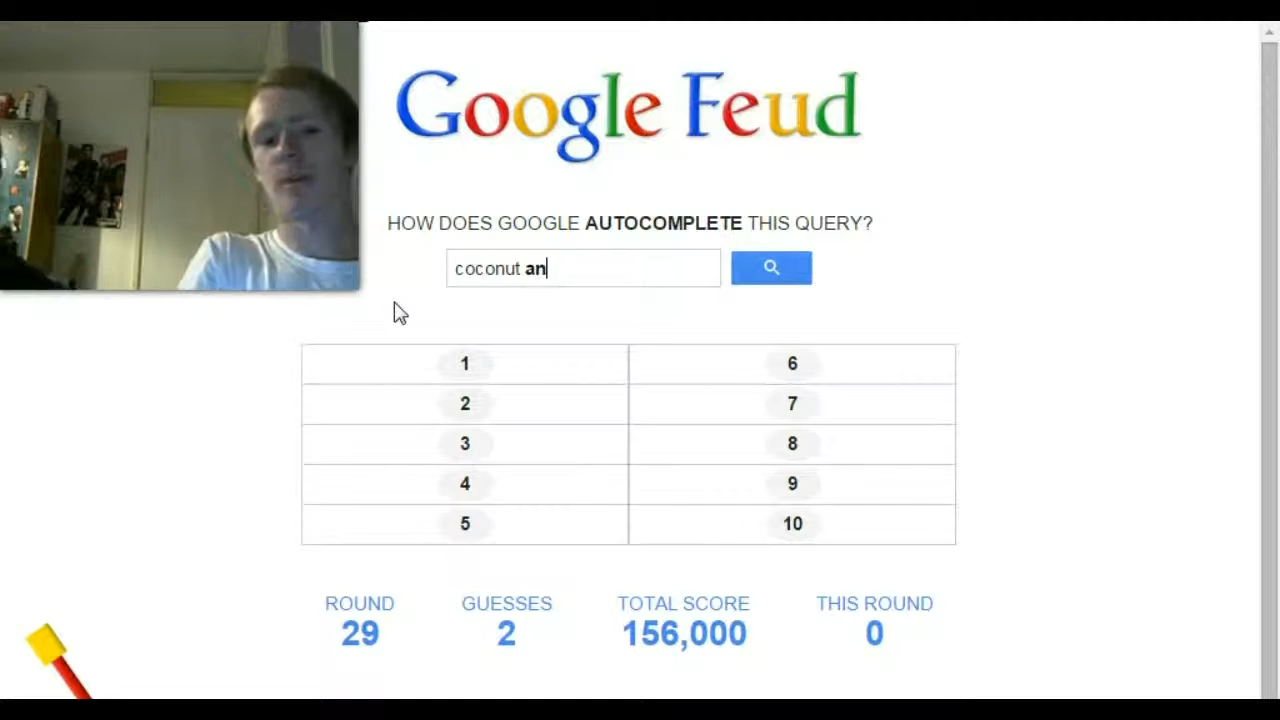 Google Feud
HOW DOES GOOGLE AUTOCOMPLETE THIS QUERY?
coconut an
1 6
2 7
3 8
4 9
5 10
ROUND GUESSES TOTAL SCORE THIS ROUND
29 2 156,000 0